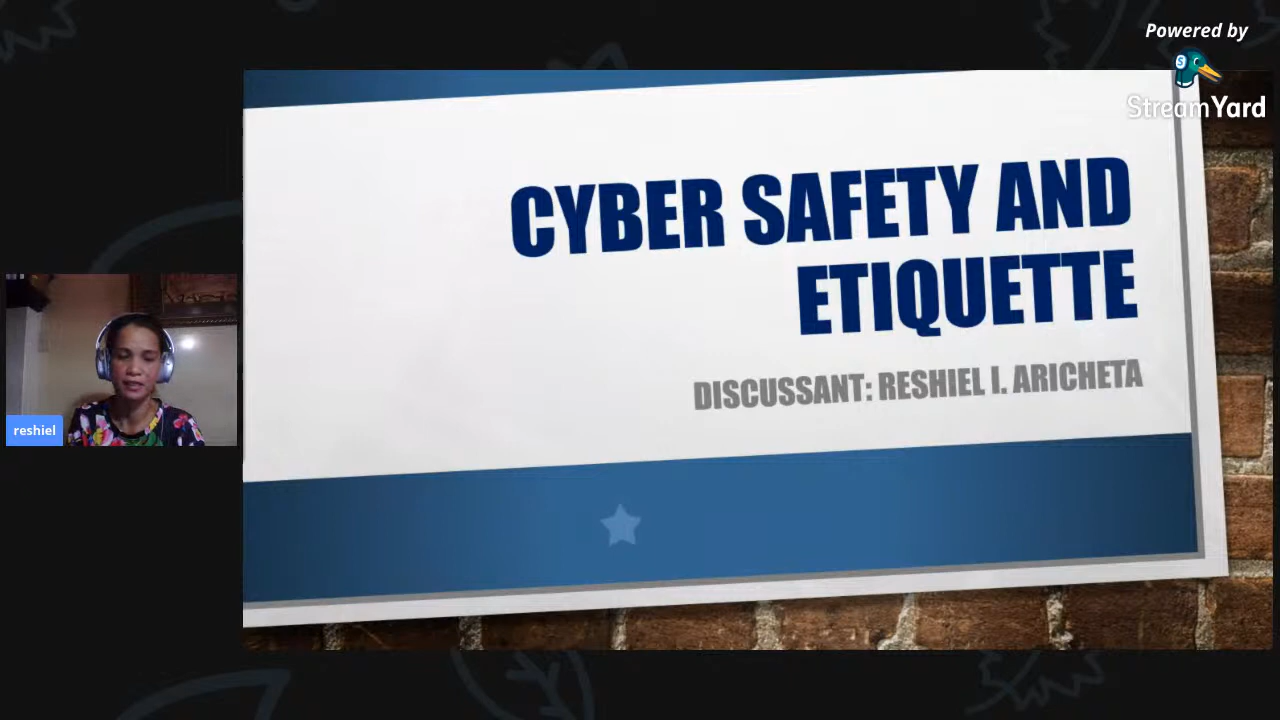 Powered by
StreamYard
CYBER SAFETY AND
ETIQUETTE
DISCUSSANT: RESHIEL I. ARICHETA
reshiel